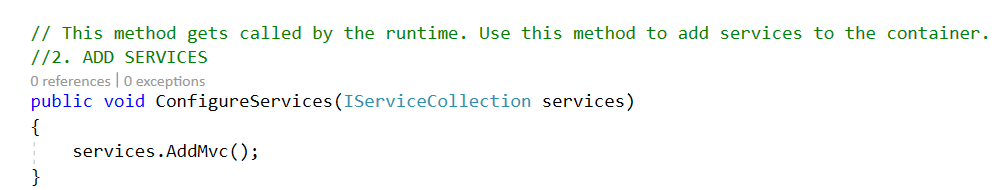 // This method gets called by the runtime. Use this method to add services to the container.
//2. ADD SERVICES
0 references | 0 exceptions
public void ConfigureServices(IServiceCollection services)
{
    services.AddMvc();
}